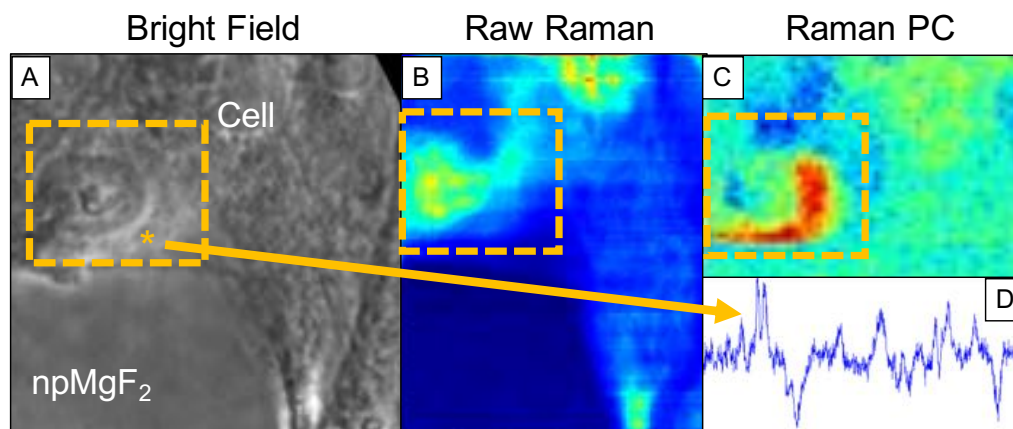 Bright Field
Raw Raman
Raman PC
A
B
C
Cell
*
D
npMgF₂